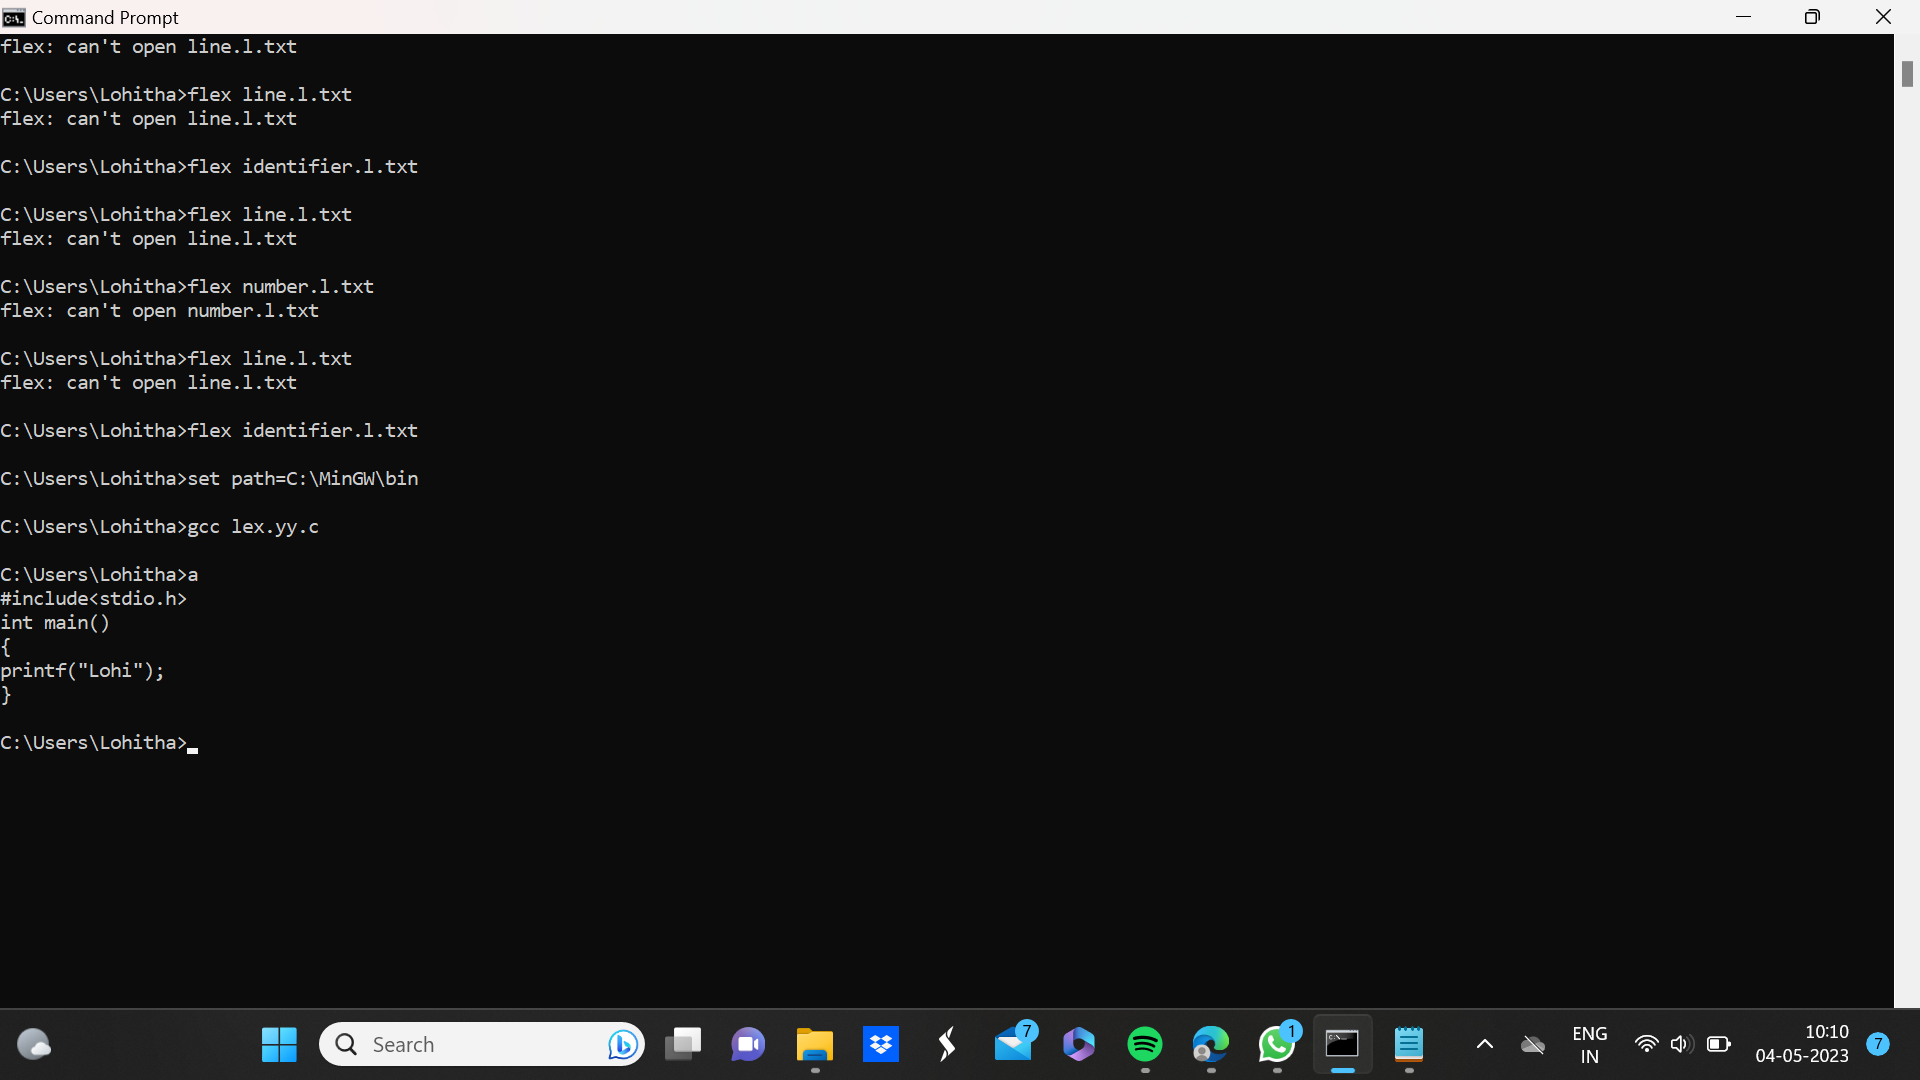 Command Prompt
flex: can't open line.l.txt
C:\Users\Lohitha>flex line.l.txt
flex: can't open line.l.txt
C:\Users\Lohitha>flex identifier.l.txt
C:\Users\Lohitha>flex line.l.txt
flex: can't open line.l.txt
C:\Users\Lohitha>flex number.l.txt
flex: can't open number.l.txt
C:\Users\Lohitha>flex line.l.txt
flex: can't open line.l.txt
C:\Users\Lohitha>flex identifier.l.txt
C:\Users\Lohitha>set path=C:\MinGW\bin
C:\Users\Lohitha>gcc lex.yy.c
C:\Users\Lohitha>a
#include<stdio.h>
int main()
{
printf("Lohi");
}
C:\Users\Lohitha>
Search
7
1
ENG
IN
10:10
04-05-2023
7